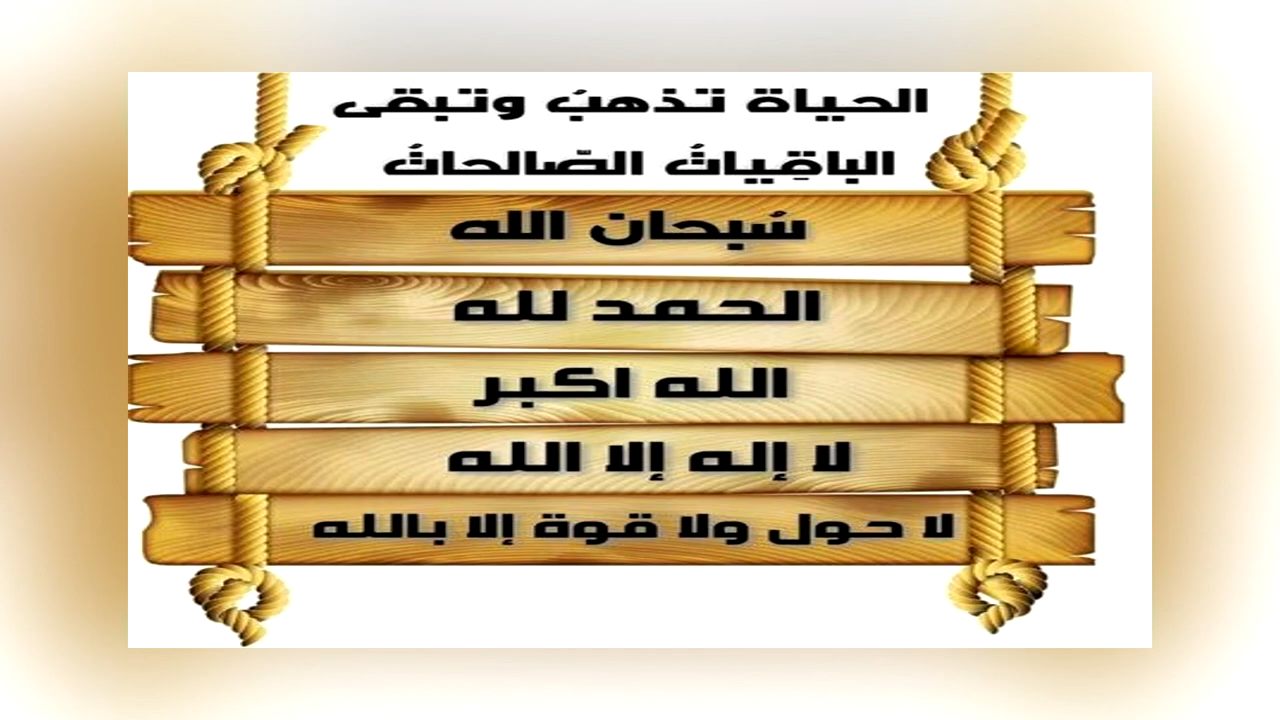 الحياة تذهبُ وتبقى
الباقِياتُ الصّالحاتُ
سُبحان الله
الحمد لله
الله اكبر
لا إله إلا الله
لا حول ولا قوة إلا بالله